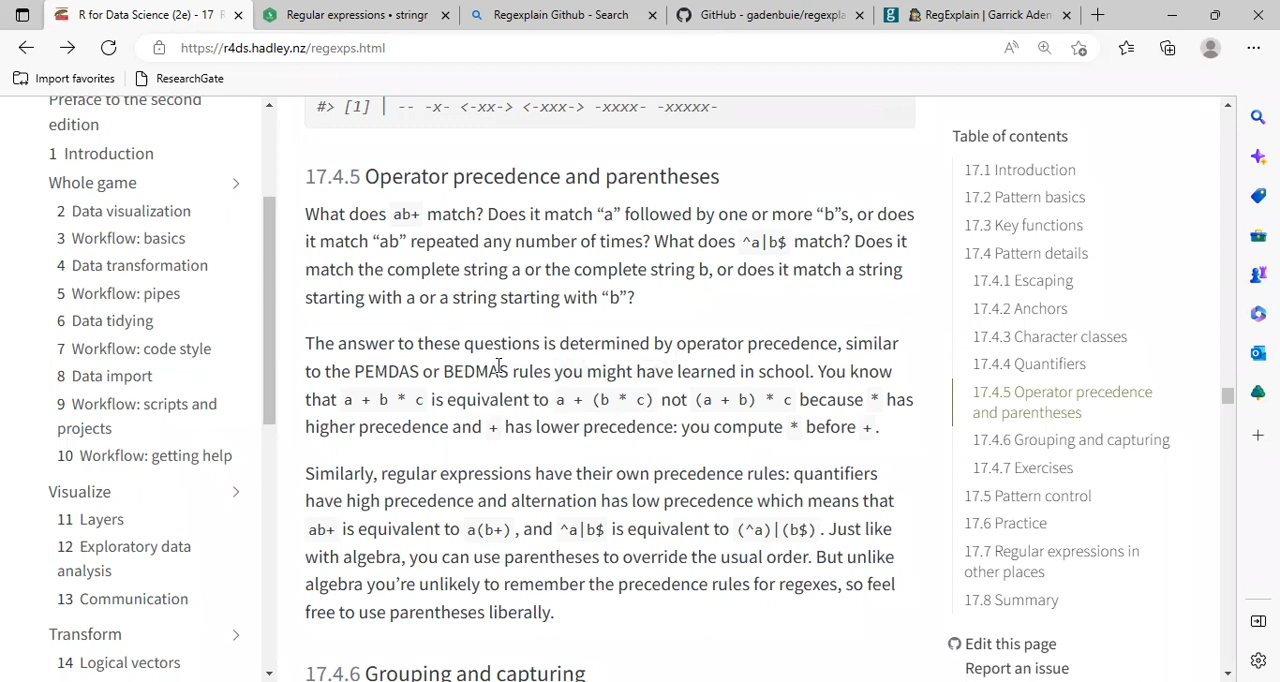 R for Data Science (2e) - 17
Regular expressions • stringr
Regexplain Github - Search
GitHub - gadenbuie/regexpla
RegExplain | Garrick Aden
https://r4ds.hadley.nz/regexps.html
Import favorites
ResearchGate
Preface to the second
edition
1 Introduction
Whole game
2 Data visualization
3 Workflow: basics
4 Data transformation
5 Workflow: pipes
6 Data tidying
7 Workflow: code style
8 Data import
9 Workflow: scripts and
projects
10 Workflow: getting help
Visualize
11 Layers
12 Exploratory data
analysis
13 Communication
Transform
14 Logical vectors
#> [1] │ -- -x- <-xx-> <-xxx-> -xxxx- -xxxxx-
17.4.5 Operator precedence and parentheses
What does ab+ match? Does it match “a” followed by one or more “b”s, or does
it match “ab” repeated any number of times? What does ^a|b$ match? Does it
match the complete string a or the complete string b, or does it match a string
starting with a or a string starting with “b”?
The answer to these questions is determined by operator precedence, similar
to the PEMDAS or BEDMAS rules you might have learned in school. You know
that a + b * c is equivalent to a + (b * c) not (a + b) * c because * has
higher precedence and + has lower precedence: you compute * before +.
Similarly, regular expressions have their own precedence rules: quantifiers
have high precedence and alternation has low precedence which means that
ab+ is equivalent to a(b+), and ^a|b$ is equivalent to (^a)|(b$). Just like
with algebra, you can use parentheses to override the usual order. But unlike
algebra you’re unlikely to remember the precedence rules for regexes, so feel
free to use parentheses liberally.
17.4.6 Grouping and capturing
Table of contents
17.1 Introduction
17.2 Pattern basics
17.3 Key functions
17.4 Pattern details
17.4.1 Escaping
17.4.2 Anchors
17.4.3 Character classes
17.4.4 Quantifiers
17.4.5 Operator precedence
and parentheses
17.4.6 Grouping and capturing
17.4.7 Exercises
17.5 Pattern control
17.6 Practice
17.7 Regular expressions in
other places
17.8 Summary
Edit this page
Report an issue